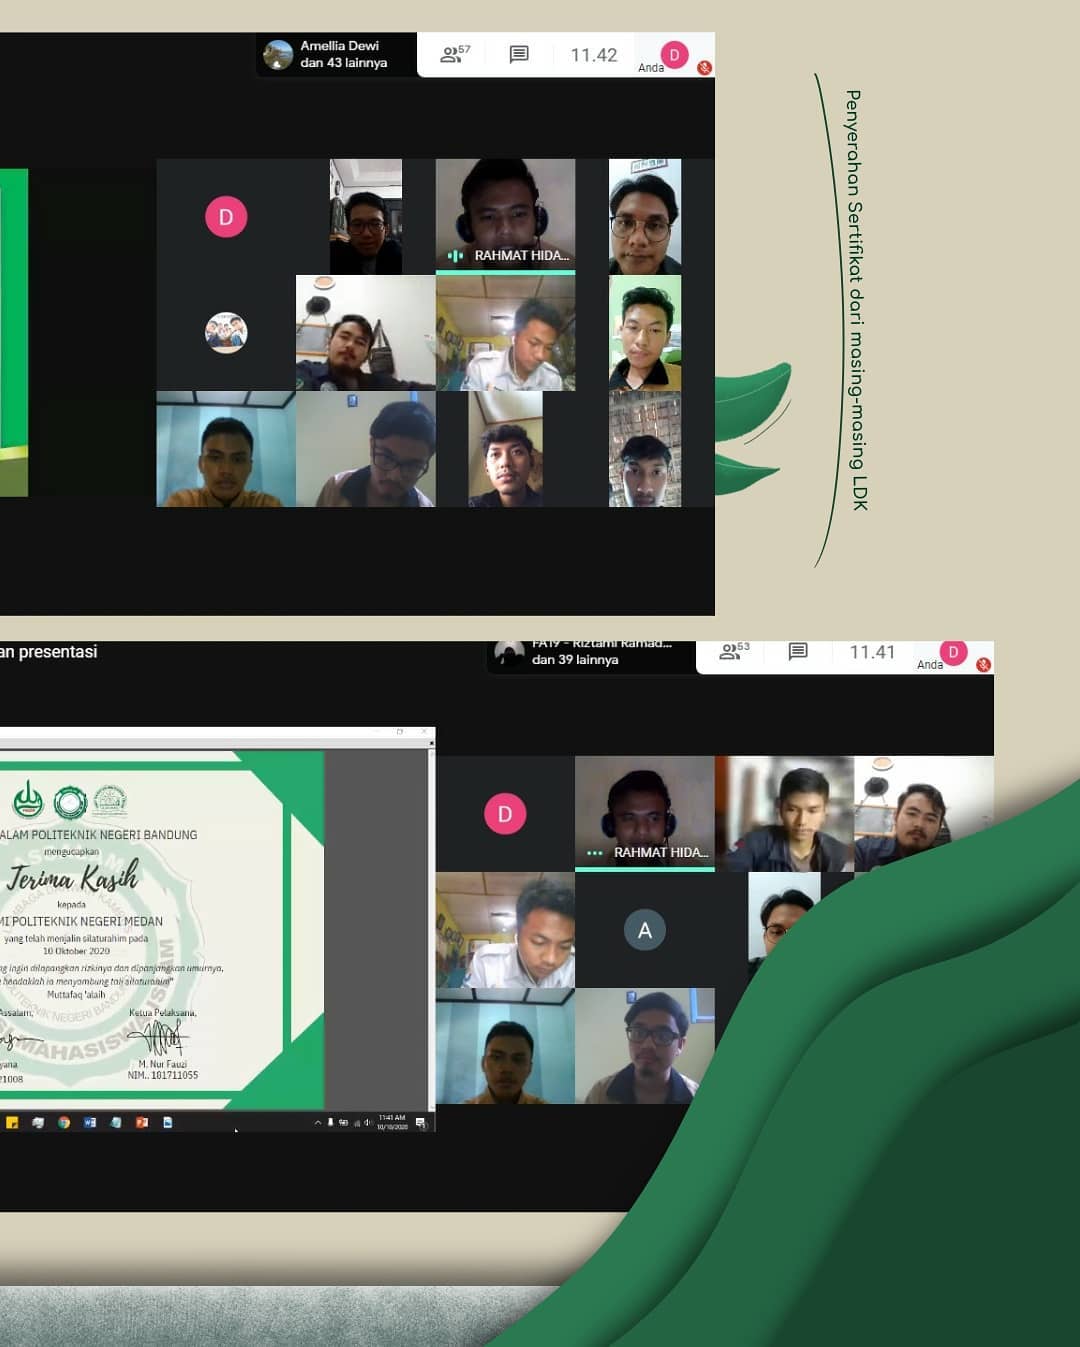 Amellia Dewi
dan 43 lainnya
57
11.42
Anda
D
Penyerahan Sertifikat dari masing-masing LDK
D
RAHMAT HIDA...
an presentasi
FA19 - Riztami Ramad...
dan 39 lainnya
53
11.41
Anda
D
ALAM POLITEKNIK NEGERI BANDUNG
mengucapkan
Terima Kasih
kepada
MI POLITEKNIK NEGERI MEDAN
yang telah menjalin silaturahim pada
10 Oktober 2020
ng ingin dilapangkan rizkinya dan dipanjangkan umurnya,
hendaklah ia menyambung tali silaturahim"
Muttafaq 'alaih
Assalam,
Ketua Pelaksana,
yana
M. Nur Fauzi
21008
NIM.. 181711055
D
RAHMAT HIDA...
A
11:41 AM
10/10/2020